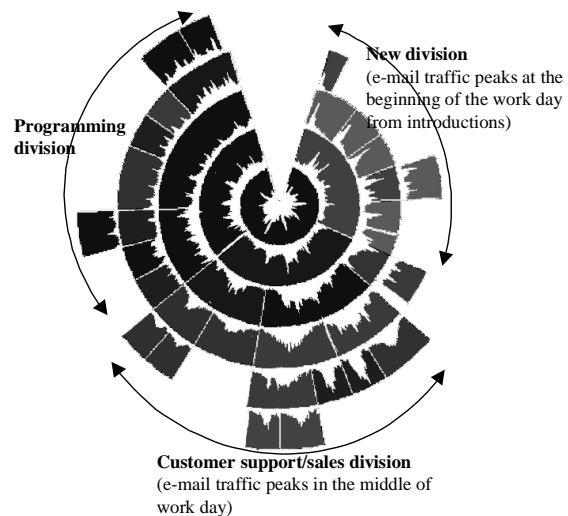 New division
(e-mail traffic peaks at the
beginning of the work day
from introductions)
Programming
division
Customer support/sales division
(e-mail traffic peaks in the middle of
work day)